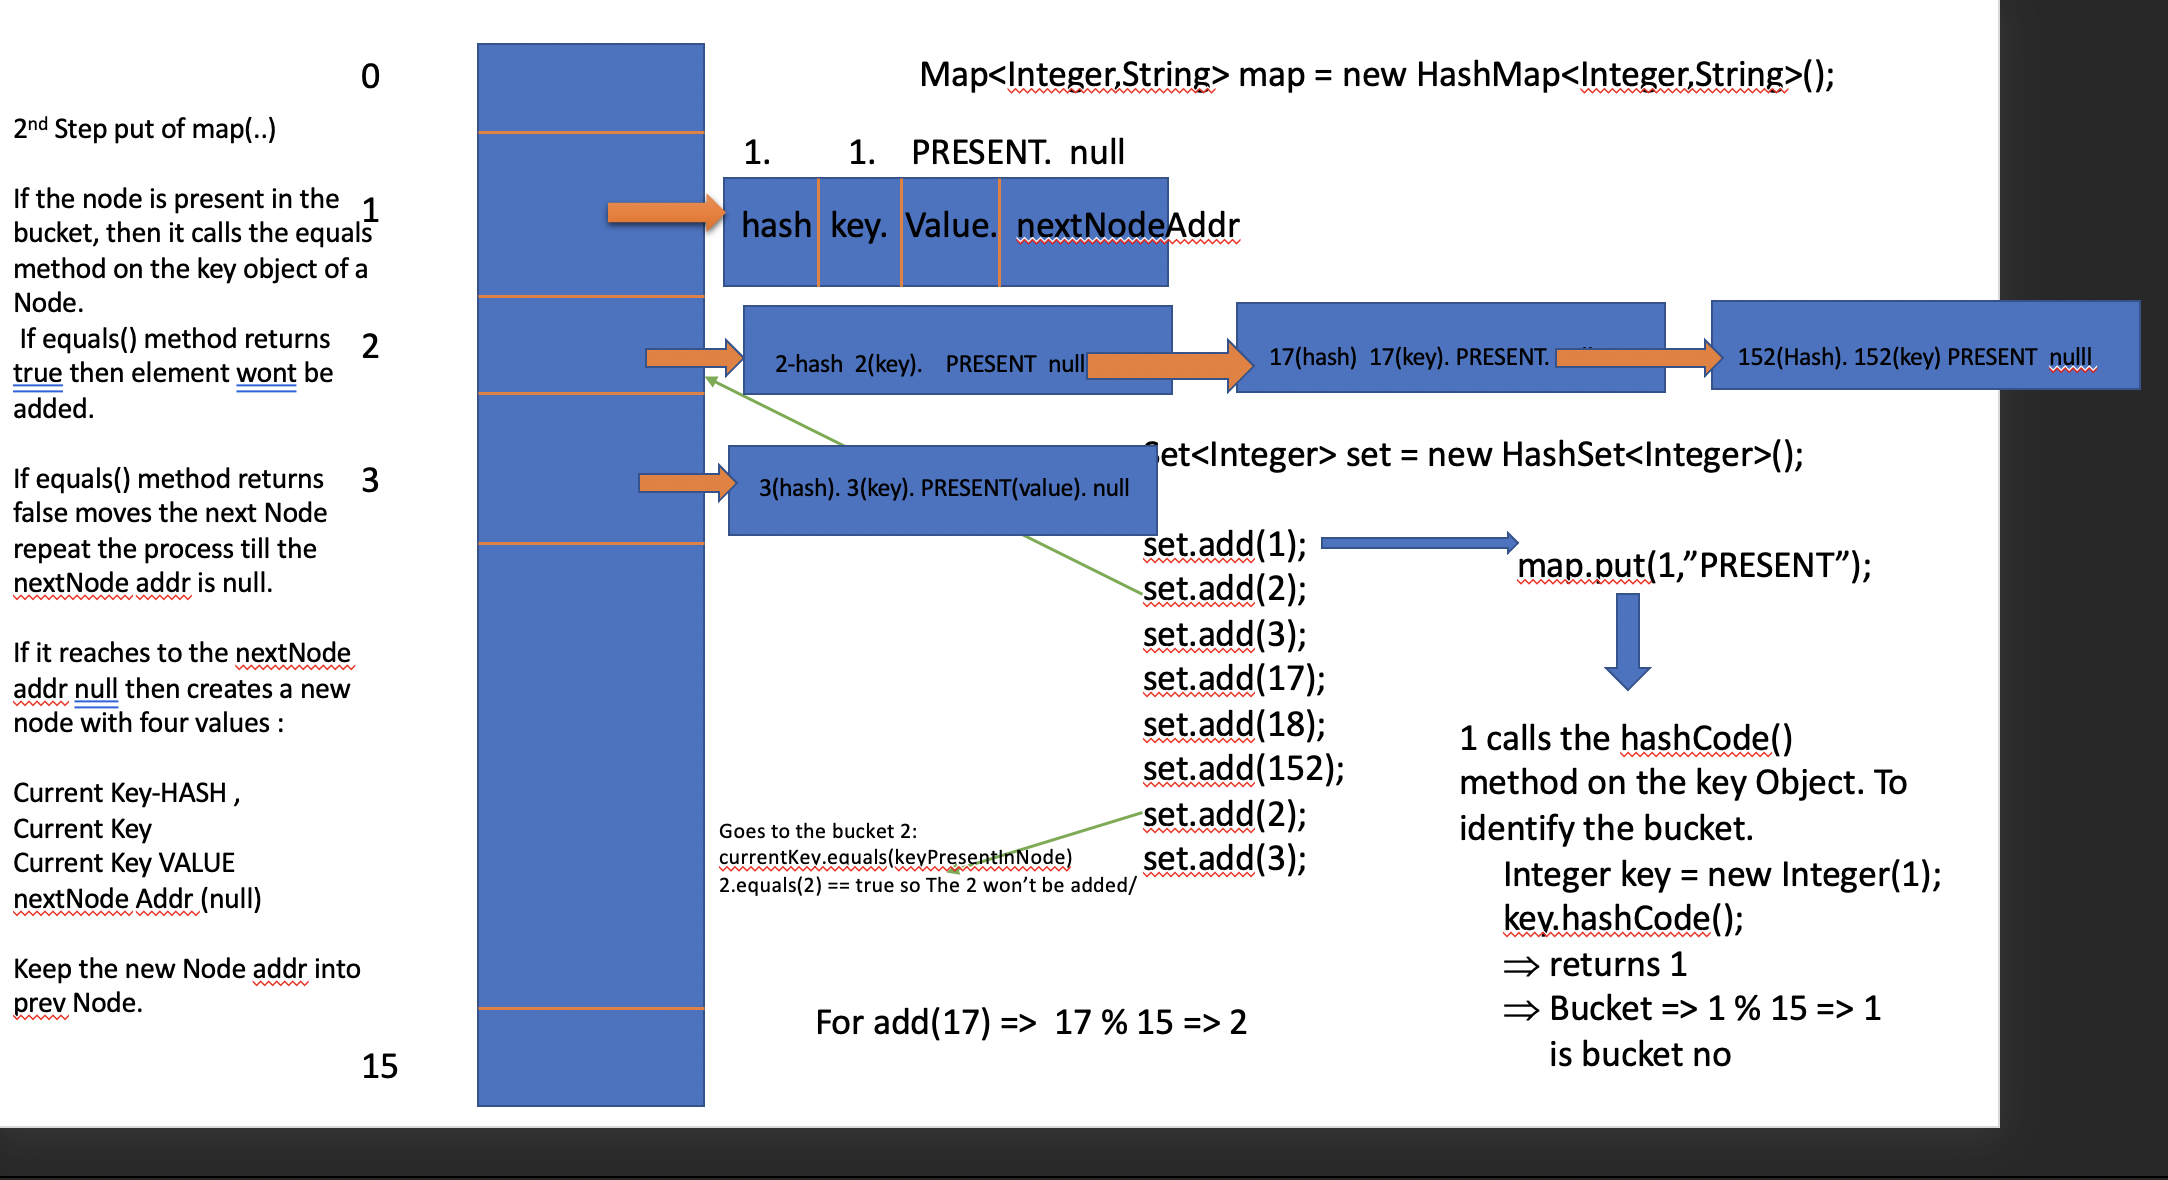 0
Map<Integer,String> map = new HashMap<Integer,String>();
2nd Step put of map(..)
1. 1. PRESENT. null
If the node is present in the
bucket, then it calls the equals
method on the key object of a
Node.
If equals() method returns
true then element wont be
added.
1
hash key. Value. nextNodeAddr
2
2-hash 2(key). PRESENT null
17(hash) 17(key). PRESENT.
152(Hash). 152(key) PRESENT nulll
If equals() method returns
false moves the next Node
repeat the process till the
nextNode addr is null.
3
3(hash). 3(key). PRESENT(value). null
Set<Integer> set = new HashSet<Integer>();
set.add(1);
set.add(2);
set.add(3);
set.add(17);
set.add(18);
set.add(152);
set.add(2);
set.add(3);
map.put(1,”PRESENT”);
If it reaches to the nextNode
addr null then creates a new
node with four values :
Current Key-HASH ,
Current Key
Current Key VALUE
nextNode Addr (null)
Keep the new Node addr into
prev Node.
Goes to the bucket 2:
currentKey.equals(keyPresentInNode)
2.equals(2) == true so The 2 won’t be added/
1 calls the hashCode()
method on the key Object. To
identify the bucket.
Integer key = new Integer(1);
key.hashCode();
⇒ returns 1
⇒ Bucket => 1 % 15 => 1
is bucket no
For add(17) => 17 % 15 => 2
15